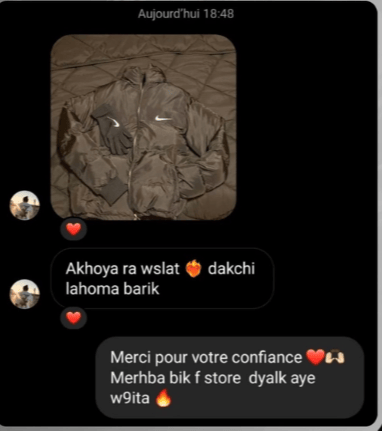 Aujourd'hui 18:48
Akhoya ra wslat ❤️‍🔥 dakchi
lahoma barik
Merci pour votre confiance ❤️🫶🏻
Merhba bik f store dyalk aye
w9ita 🔥